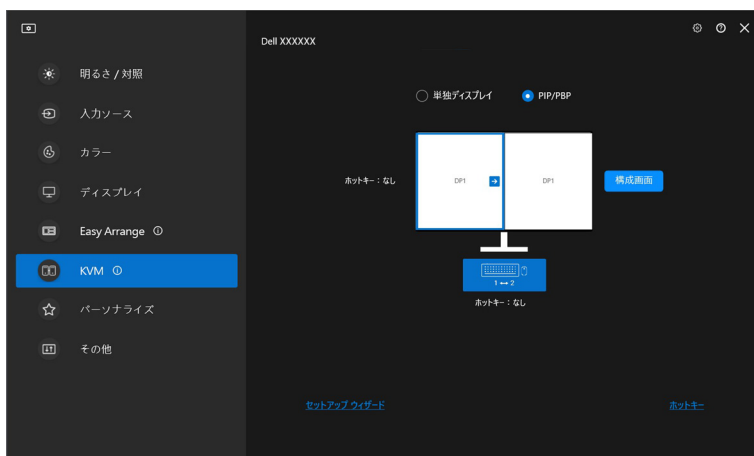 Dell XXXXXX
明るさ / 対照
入力ソース
カラー
ディスプレイ
Easy Arrange
KVM
パーソナライズ
その他
単独ディスプレイ
PIP/PBP
ホットキー：なし
DP1
DP1
構成画面
1 ↔ 2
ホットキー：なし
セットアップ ウィザード
ホットキー